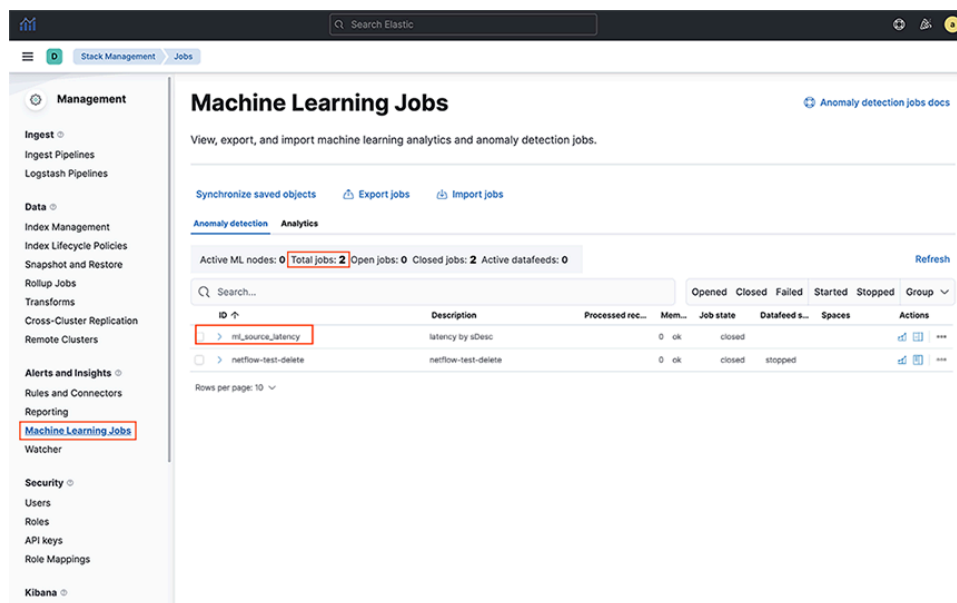 Search Elastic
a
D Stack Management Jobs
Management
Ingest
Ingest Pipelines
Logstash Pipelines
Data
Index Management
Index Lifecycle Policies
Snapshot and Restore
Rollup Jobs
Transforms
Cross-Cluster Replication
Remote Clusters
Alerts and Insights
Rules and Connectors
Reporting
Machine Learning Jobs
Watcher
Security
Users
Roles
API keys
Role Mappings
Kibana
Machine Learning Jobs
Anomaly detection jobs docs
View, export, and import machine learning analytics and anomaly detection jobs.
Synchronize saved objects Export jobs Import jobs
Anomaly detection Analytics
Active ML nodes: 0 Total jobs: 2 Open jobs: 0 Closed jobs: 2 Active datafeeds: 0 Refresh
Search... Opened Closed Failed Started Stopped Group
ID Description Processed rec... Mem... Job state Datafeed s... Spaces Actions
ml_source_latency latency by sDesc 0 ok closed
netflow-test-delete netflow-test-delete 0 ok closed stopped
Rows per page: 10